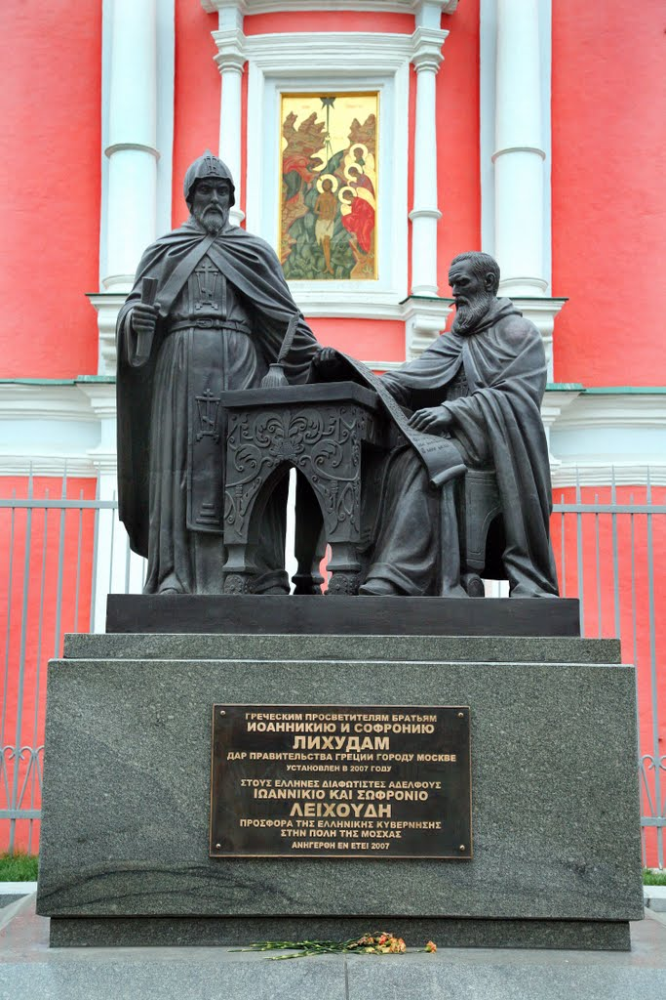 ГРЕЧЕСКИМ ПРОСВЕТИТЕЛЯМ БРАТЬЯМ
ИОАННИКИЮ И СОФРОНИЮ
ЛИХУДАМ
ДАР ПРАВИТЕЛЬСТВА ГРЕЦИИ ГОРОДУ МОСКВЕ
УСТАНОВЛЕН В 2007 ГОДУ
ΣΤΟΥΣ ΕΛΛΗΝΕΣ ΔΙΑΦΩΤΙΣΤΕΣ ΑΔΕΛΦΟΥΣ
ΙΩΑΝΝΙΚΙΟ ΚΑΙ ΣΩΦΡΟΝΙΟ
ΛΕΙΧΟΥΔΗ
ΠΡΟΣΦΟΡΑ ΤΗΣ ΕΛΛΗΝΙΚΗΣ ΚΥΒΕΡΝΗΣΗΣ
ΣΤΗΝ ΠΟΛΗ ΤΗΣ ΜΟΣΧΑΣ
ΑΝΗΓΕΡΘΗ ΕΝ ΕΤΕΙ 2007